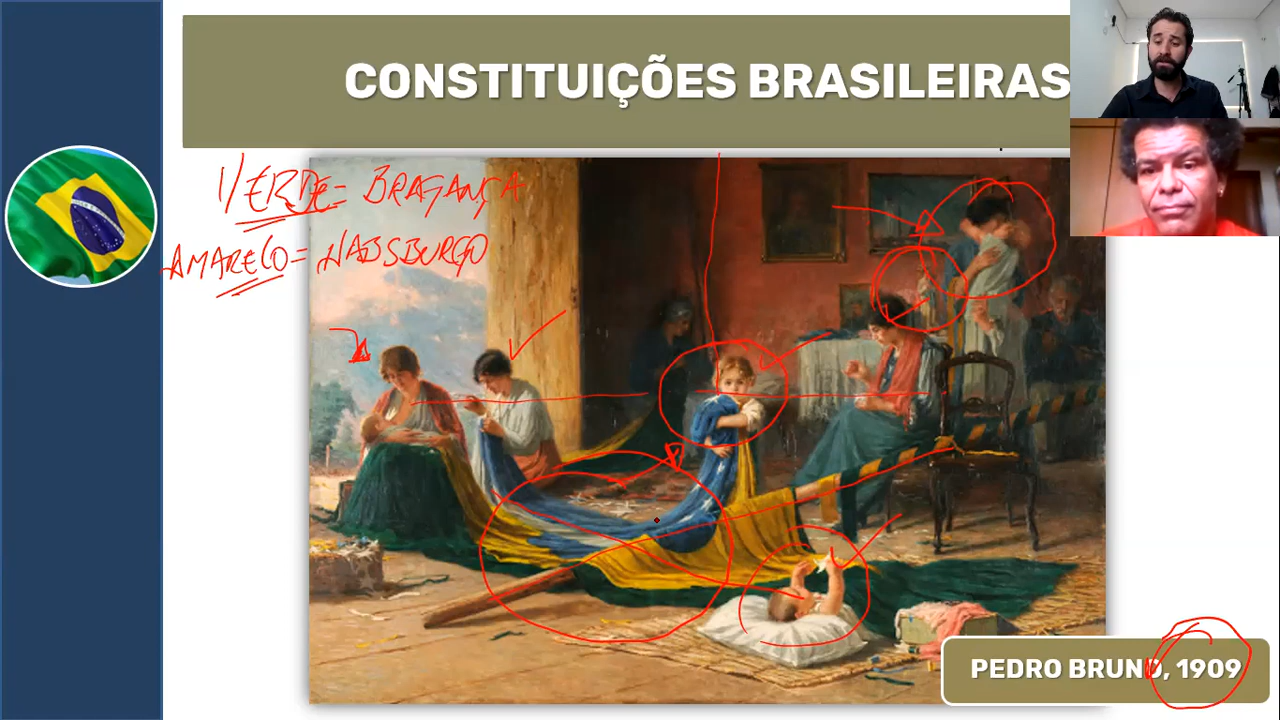 CONSTITUIÇÕES BRASILEIRAS
VERDE = BRAGANÇA
AMARELO = HABSBURGO
PEDRO BRUNO, 1909